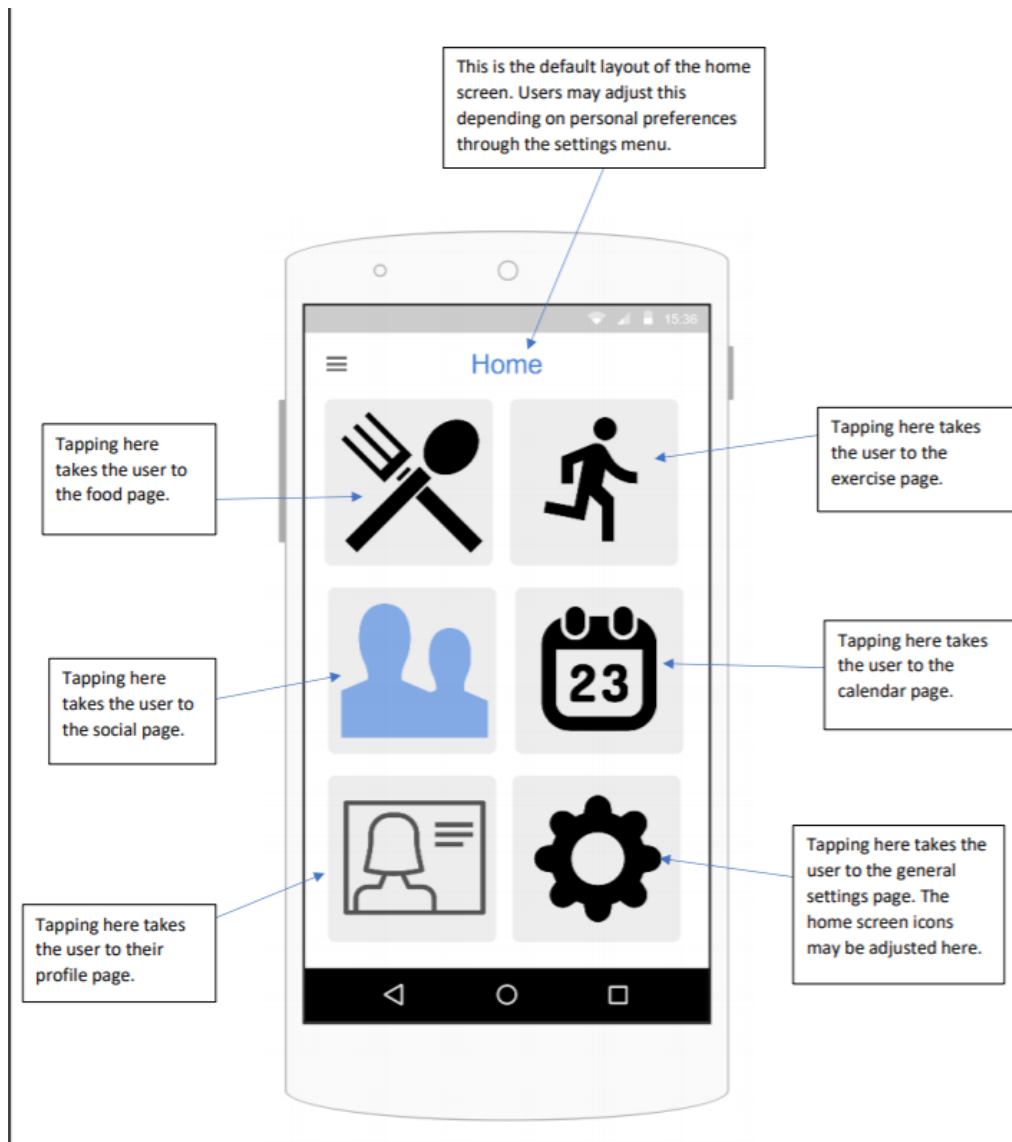 This is the default layout of the home
screen. Users may adjust this
depending on personal preferences
through the settings menu.
15:36
Home
Tapping here
takes the user to
the food page.
Tapping here takes
the user to the
exercise page.
Tapping here
takes the user to
the social page.
23
Tapping here takes
the user to the
calendar page.
Tapping here takes
the user to their
profile page.
Tapping here takes the
user to the general
settings page. The
home screen icons
may be adjusted here.